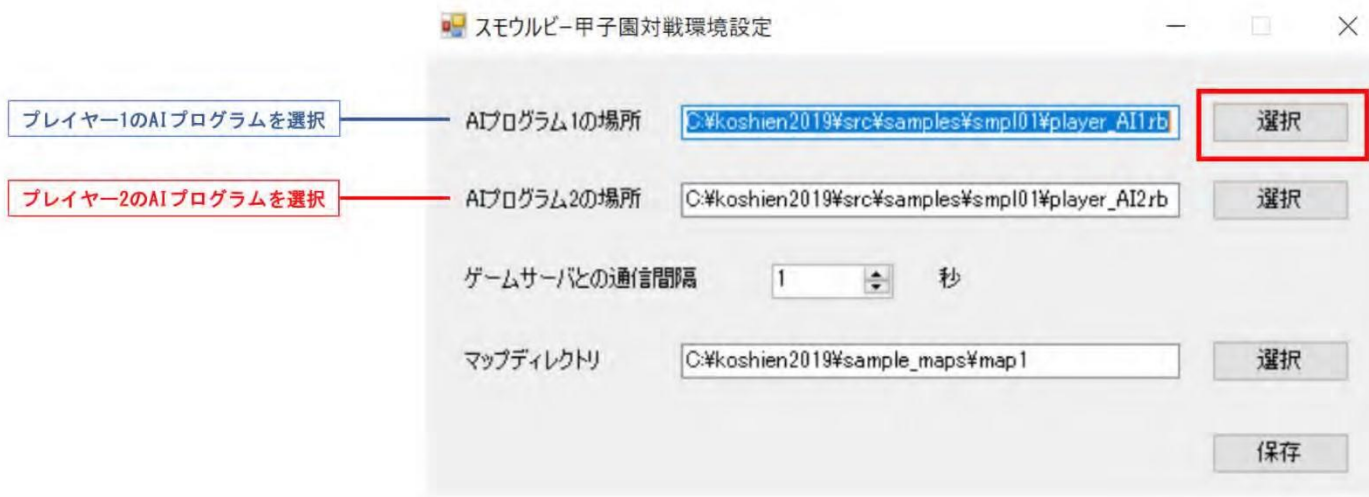 スモウルビー甲子園対戦環境設定
プレイヤー1のAIプログラムを選択
AIプログラム1の場所 C:¥koshien2019¥src¥samples¥smpl01¥player_AI1.rb 選択
プレイヤー2のAIプログラムを選択
AIプログラム2の場所 C:¥koshien2019¥src¥samples¥smpl01¥player_AI2.rb 選択
ゲームサーバとの通信間隔 1 秒
マップディレクトリ C:¥koshien2019¥sample_maps¥map1 選択
保存